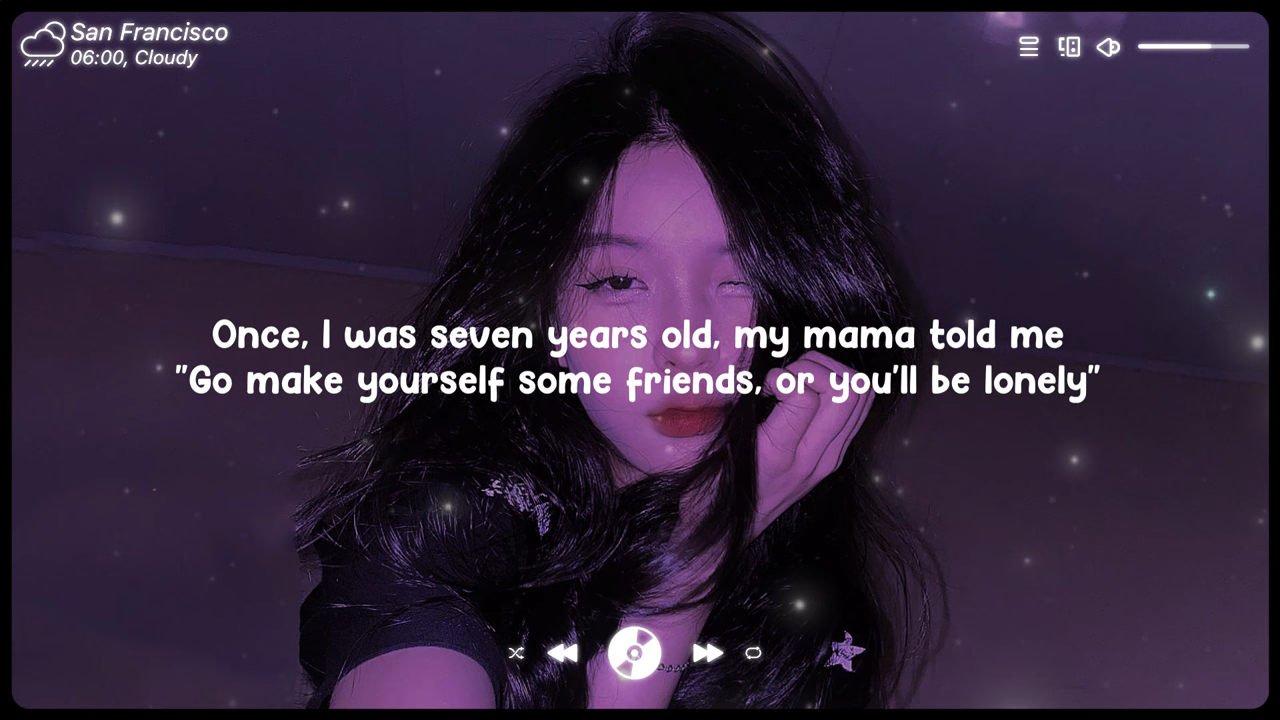 San Francisco
06:00, Cloudy
Once, I was seven years old, my mama told me
"Go make yourself some friends, or you'll be lonely"